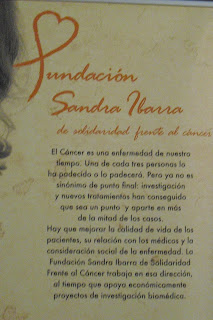 Fundación
Sandra Ibarra
de solidaridad frente al cáncer
El Cáncer es una enfermedad de nuestro
tiempo. Una de cada tres personas lo
ha padecido o lo padecerá. Pero ya no es
sinónimo de punto final: investigación
y nuevos tratamientos han conseguido
que sea un punto y aparte en más
de la mitad de los casos.
Hay que mejorar la calidad de vida de los
pacientes, su relación con los médicos y la
consideración social de la enfermedad. La
Fundación Sandra Ibarra de Solidaridad
Frente al Cáncer trabaja en esa dirección,
al tiempo que apoya económicamente
proyectos de investigación biomédica.